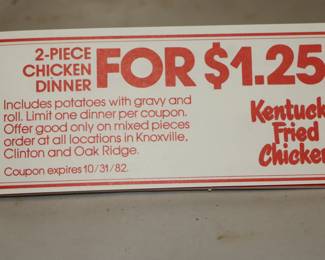 2-PIECE
CHICKEN
DINNER
FOR $1.25
Includes potatoes with gravy and
roll. Limit one dinner per coupon.
Offer good only on mixed pieces
order at all locations in Knoxville,
Clinton and Oak Ridge.
Coupon expires 10/31/82.
Kentuck
Fried
Chicken